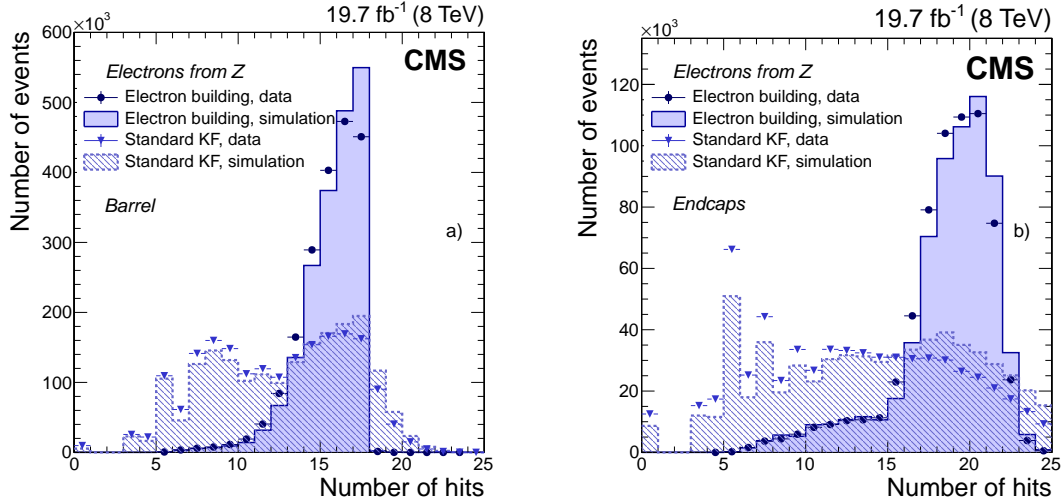 19.7 fb⁻¹ (8 TeV)
×10³
CMS
Electrons from Z
Electron building, data
Electron building, simulation
Standard KF, data
Standard KF, simulation
Barrel
a)
Number of events
600
500
400
300
200
100
0
0 5 10 15 20 25
Number of hits
19.7 fb⁻¹ (8 TeV)
×10³
CMS
Electrons from Z
Electron building, data
Electron building, simulation
Standard KF, data
Standard KF, simulation
Endcaps
b)
Number of events
120
100
80
60
40
20
0
0 5 10 15 20 25
Number of hits